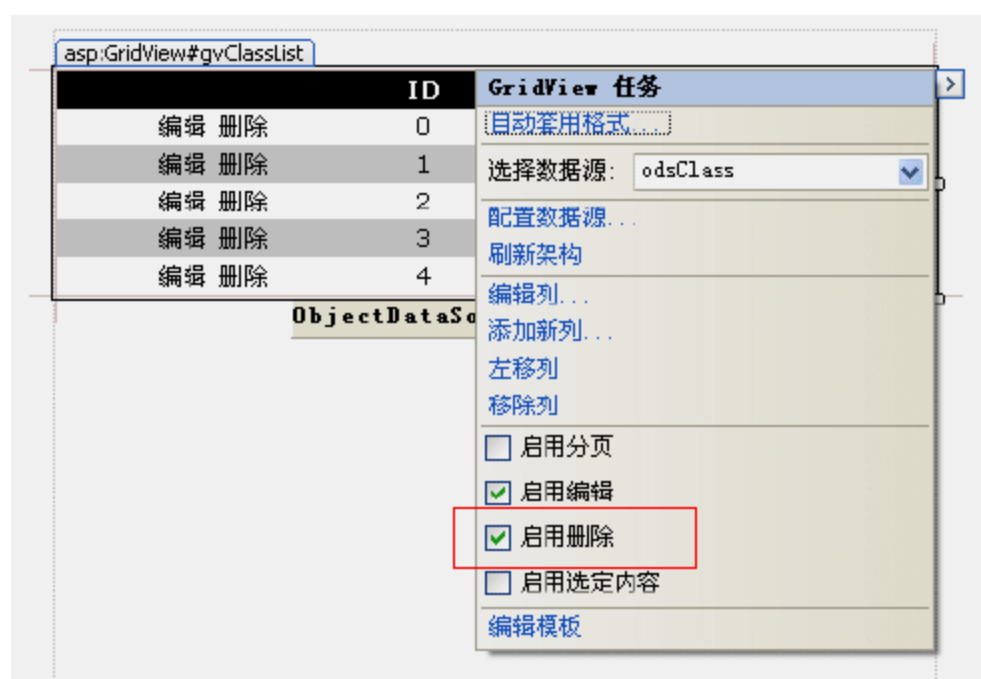 asp:GridView#gvClassList
ID
编辑 删除 0
编辑 删除 1
编辑 删除 2
编辑 删除 3
编辑 删除 4
ObjectDataSo
GridView 任务
自动套用格式...
选择数据源: odsClass
配置数据源...
刷新架构
编辑列...
添加新列...
左移列
移除列
启用分页
启用编辑
启用删除
启用选定内容
编辑模板